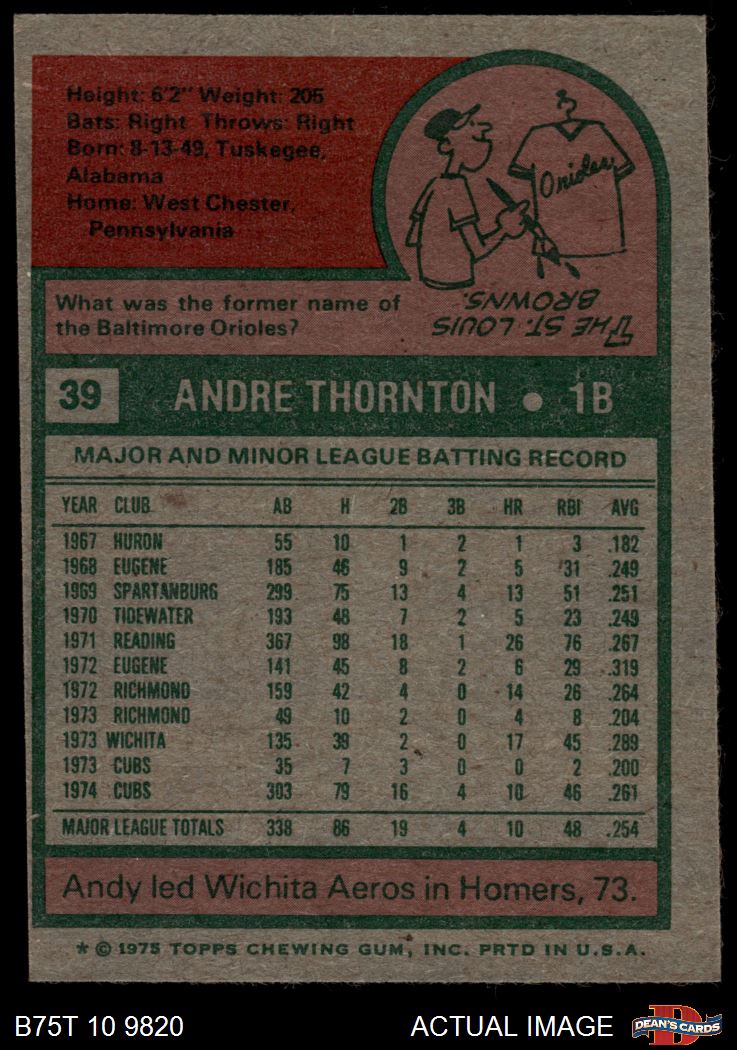 Height: 6'2" Weight: 205
Bats: Right Throws: Right
Born: 8-13-49, Tuskegee,
Alabama
Home: West Chester,
Pennsylvania
Orioles
What was the former name of
the Baltimore Orioles?
THE ST. LOUIS
BROWNS.
39 ANDRE THORNTON • 1B
MAJOR AND MINOR LEAGUE BATTING RECORD
YEAR CLUB AB H 2B 3B HR RBI AVG
1967 HURON 55 10 1 2 1 3 .182
1968 EUGENE 185 46 9 2 5 31 .249
1969 SPARTANBURG 299 75 13 4 13 51 .251
1970 TIDEWATER 193 48 7 2 5 23 .249
1971 READING 367 98 18 1 26 76 .267
1972 EUGENE 141 45 8 2 6 29 .319
1972 RICHMOND 159 42 4 0 14 26 .264
1973 RICHMOND 49 10 2 0 4 8 .204
1973 WICHITA 135 39 2 0 17 45 .289
1973 CUBS 35 7 3 0 0 2 .200
1974 CUBS 303 79 16 4 10 46 .261
MAJOR LEAGUE TOTALS 338 86 19 4 10 48 .254
Andy led Wichita Aeros in Homers, 73.
* © 1975 TOPPS CHEWING GUM, INC. PRTD IN U.S.A.
B75T 10 9820 ACTUAL IMAGE DEAN'S CARDS